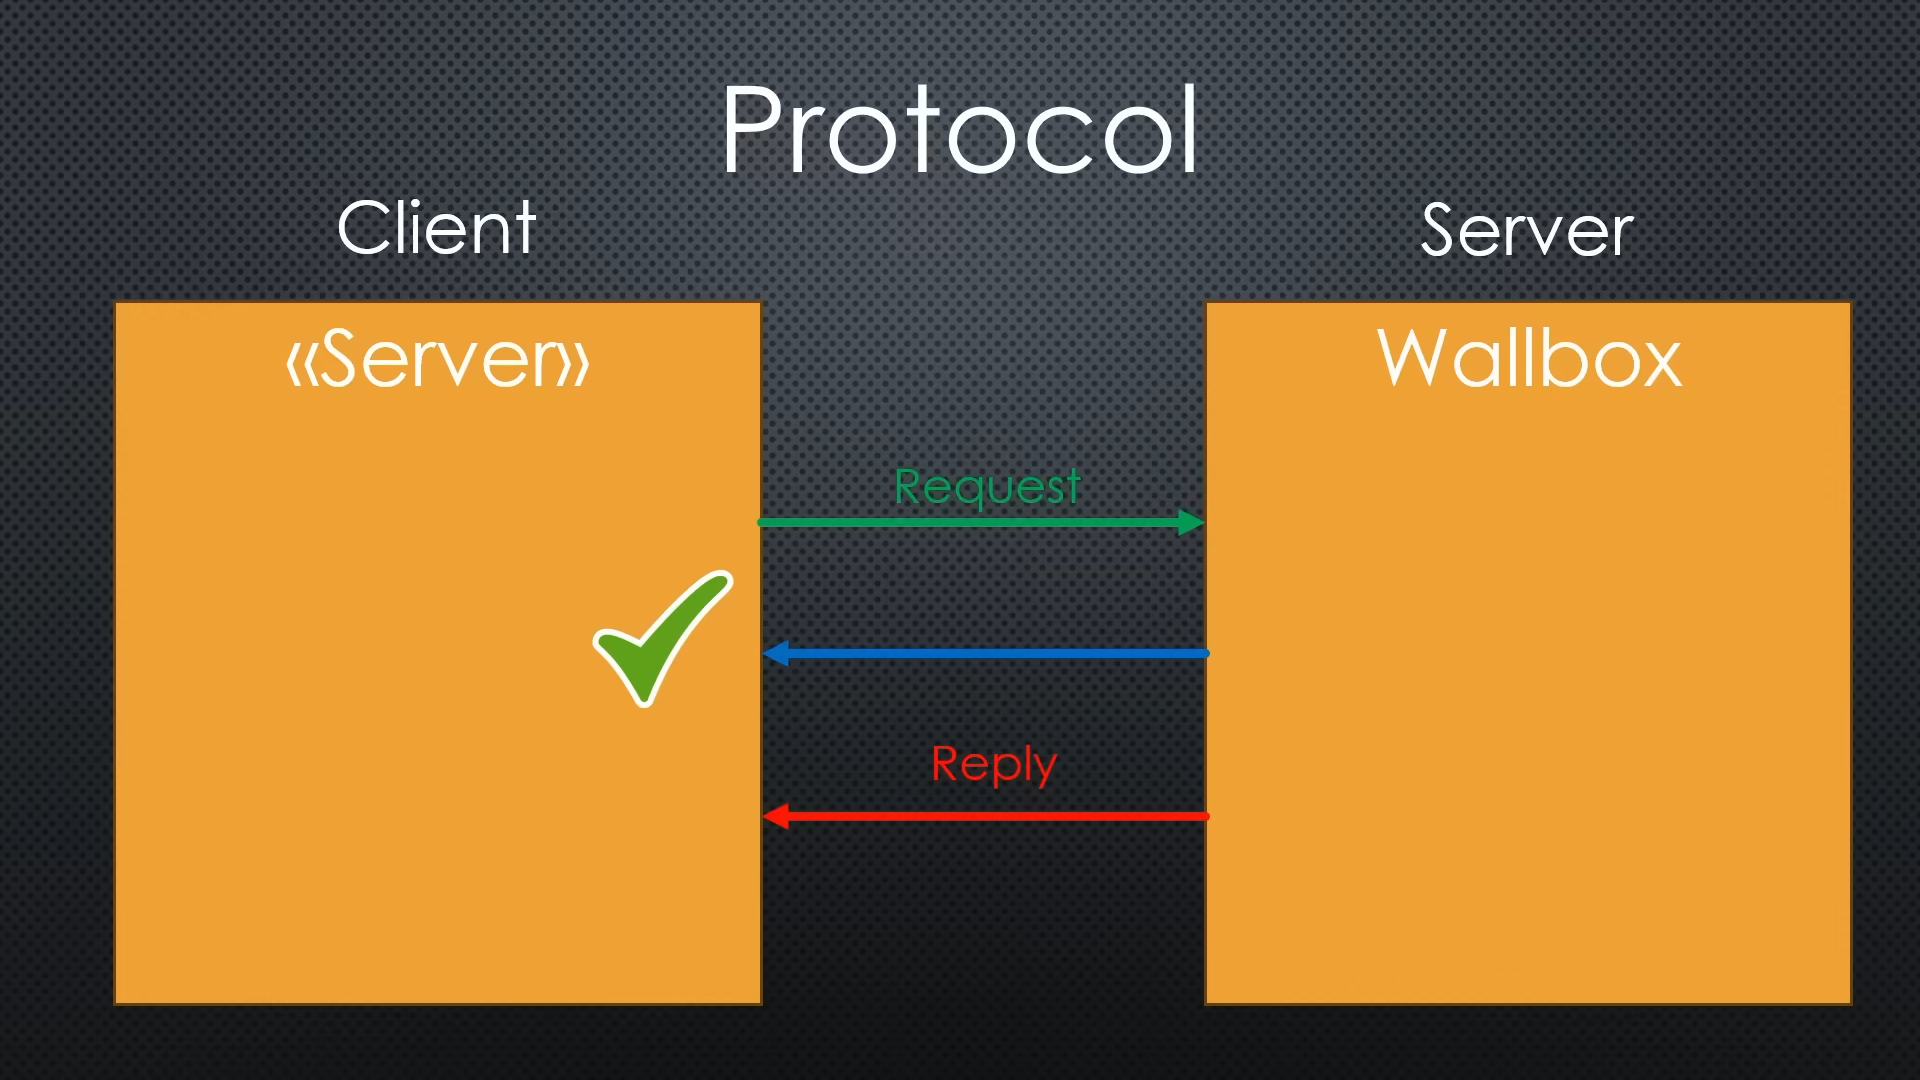 Protocol
Client
Server
«Server»
Wallbox
Request
Reply